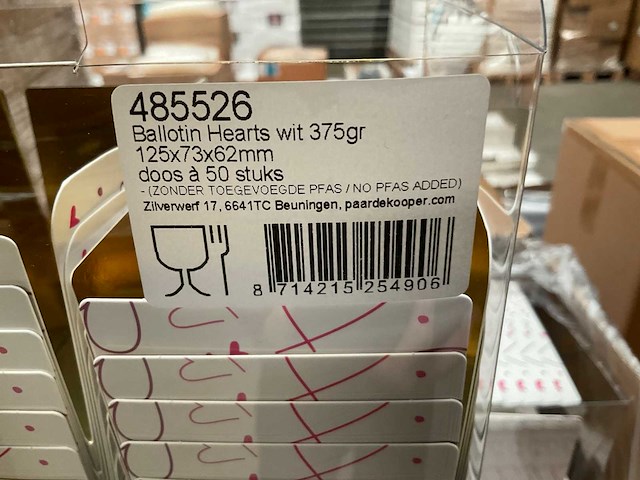 485526
Ballotin Hearts wit 375gr
125x73x62mm
doos à 50 stuks
- (ZONDER TOEGEVOEGDE PFAS / NO PFAS ADDED)
Zilverwerf 17, 6641TC Beuningen, paardekooper.com
8 714215 254906